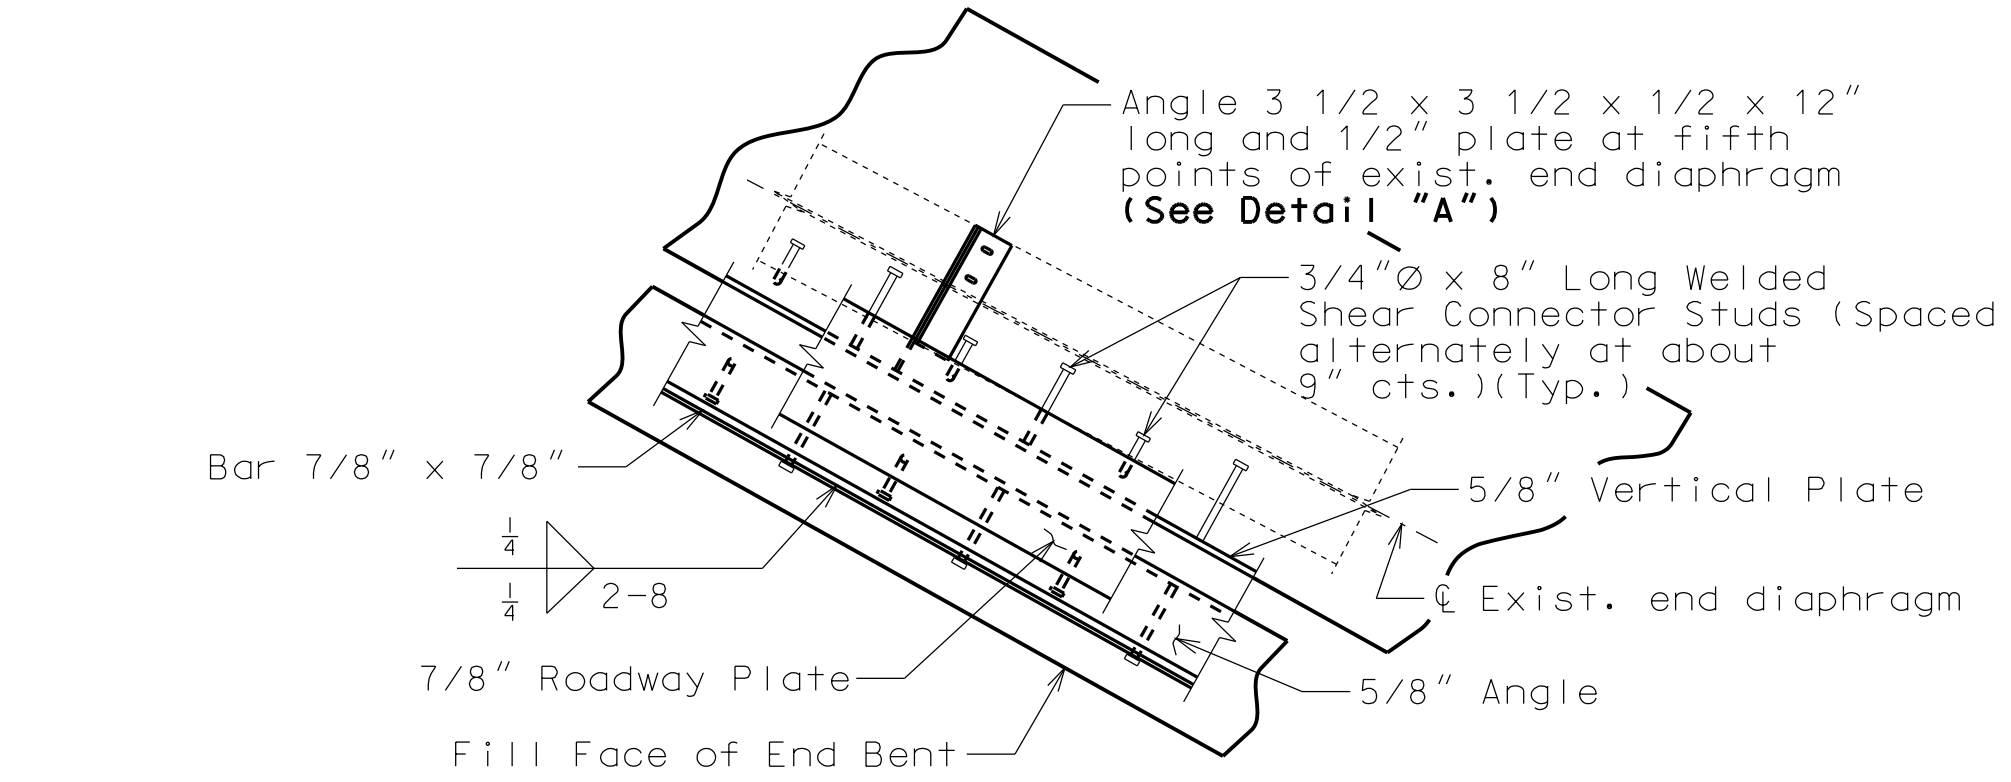 Angle 3 1/2 x 3 1/2 x 1/2 x 12"
long and 1/2" plate at fifth
points of exist. end diaphragm
(See Detail "A")
3/4"Ø x 8" Long Welded
Shear Connector Studs (Spaced
alternately at about
9" cts.)(Typ.)
Bar 7/8" x 7/8"
5/8" Vertical Plate
1/4
1/4
2-8
℄ Exist. end diaphragm
7/8" Roadway Plate
5/8" Angle
Fill Face of End Bent